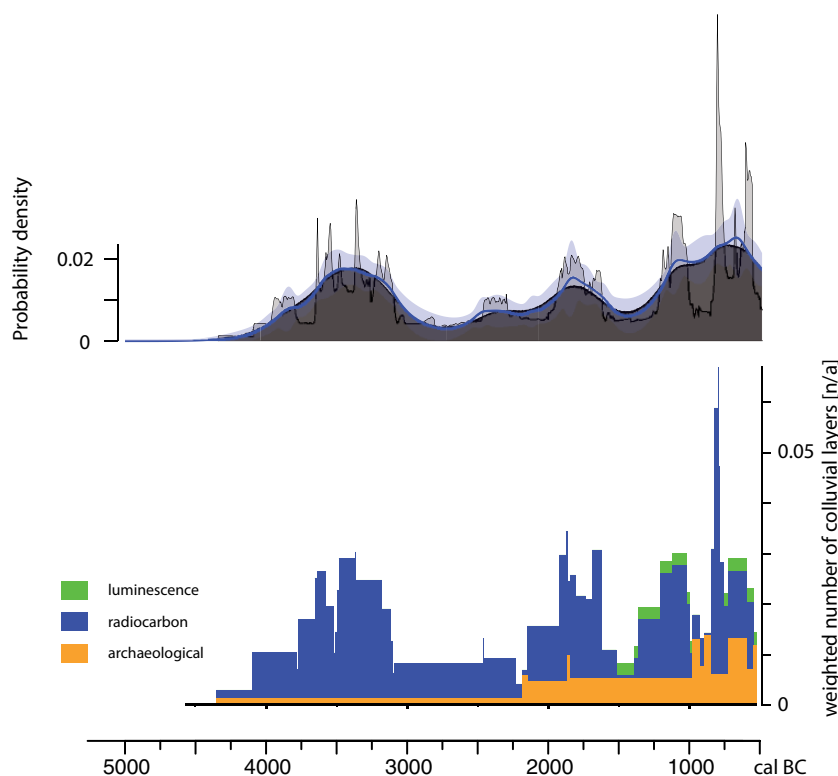 Probability density
0.02
0
weighted number of colluvial layers [n/a]
0.05
0
luminescence
radiocarbon
archaeological
5000 4000 3000 2000 1000 cal BC